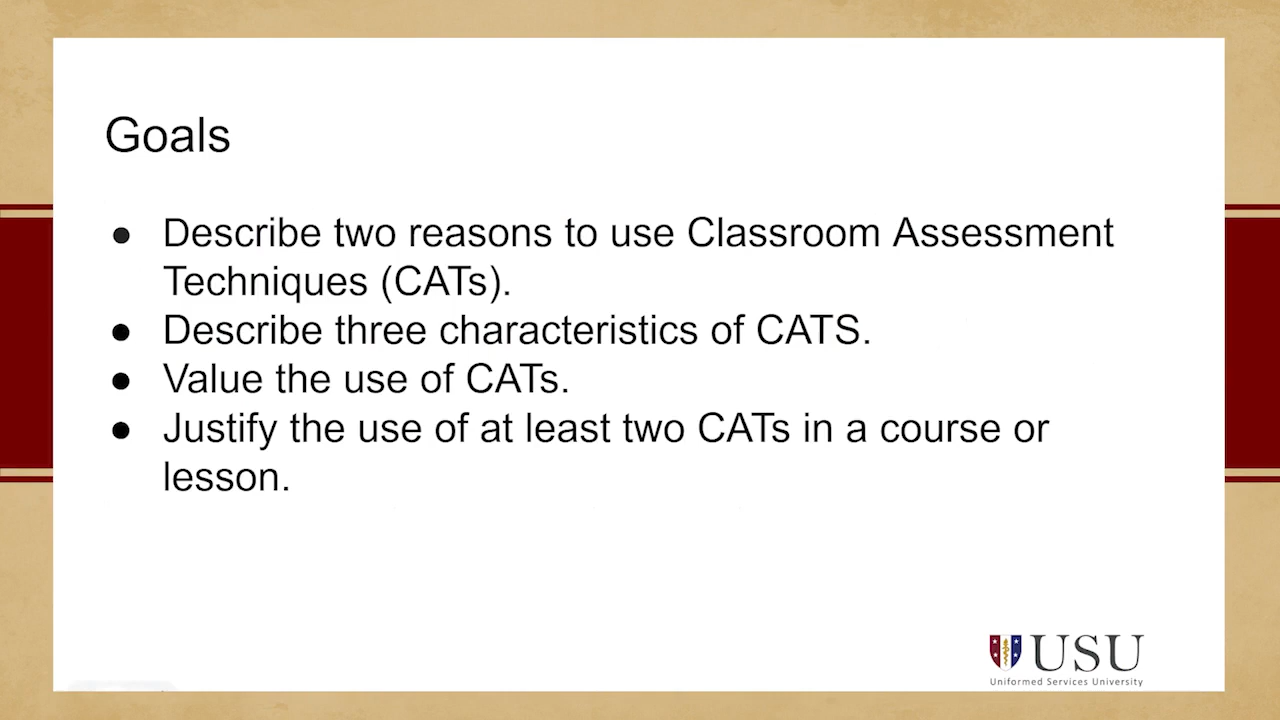 Goals
● Describe two reasons to use Classroom Assessment
Techniques (CATs).
● Describe three characteristics of CATS.
● Value the use of CATs.
● Justify the use of at least two CATs in a course or
lesson.
USU
Uniformed Services University